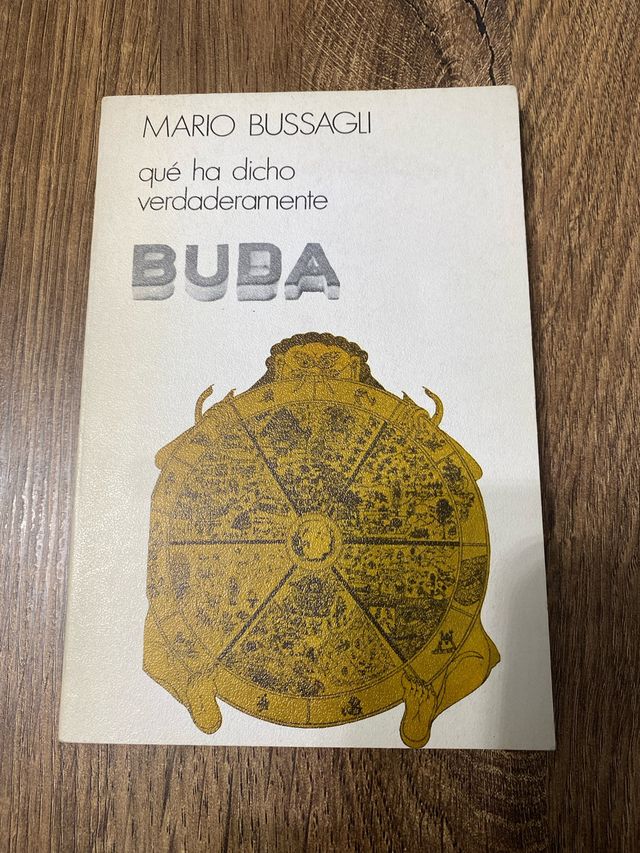 MARIO BUSSAGLI
qué ha dicho
verdaderamente
BUDA